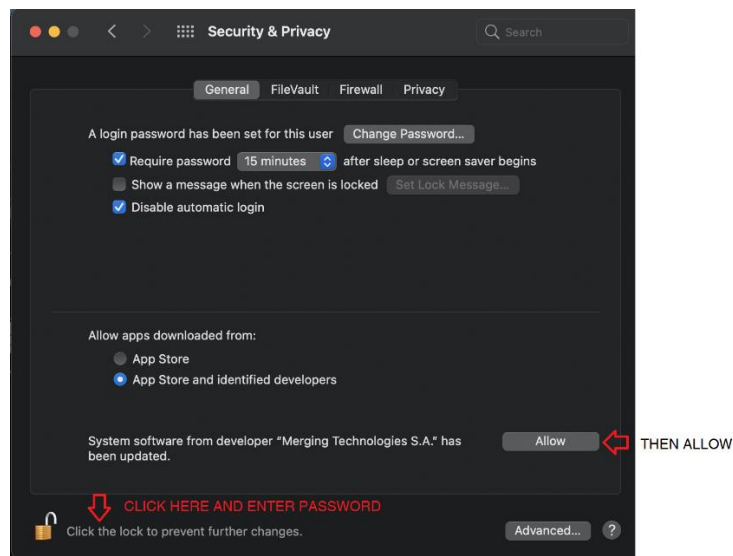 Security & Privacy
Search
General FileVault Firewall Privacy
A login password has been set for this user Change Password...
Require password 15 minutes after sleep or screen saver begins
Show a message when the screen is locked Set Lock Message...
Disable automatic login
Allow apps downloaded from:
App Store
App Store and identified developers
System software from developer “Merging Technologies S.A.” has Allow THEN ALLOW
been updated.
CLICK HERE AND ENTER PASSWORD
Click the lock to prevent further changes. Advanced... ?